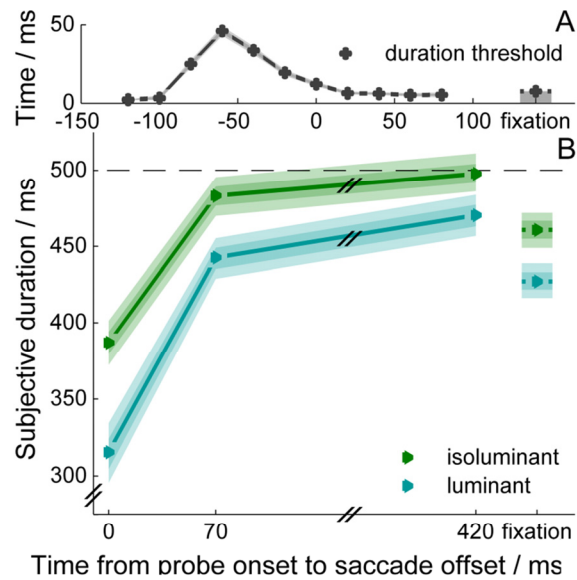 A
50
0
Time / ms
duration threshold
-150 -100 -50 0 50 100 fixation
B
500
450
400
350
300
Subjective duration / ms
isoluminant
luminant
0 70 420 fixation
Time from probe onset to saccade offset / ms